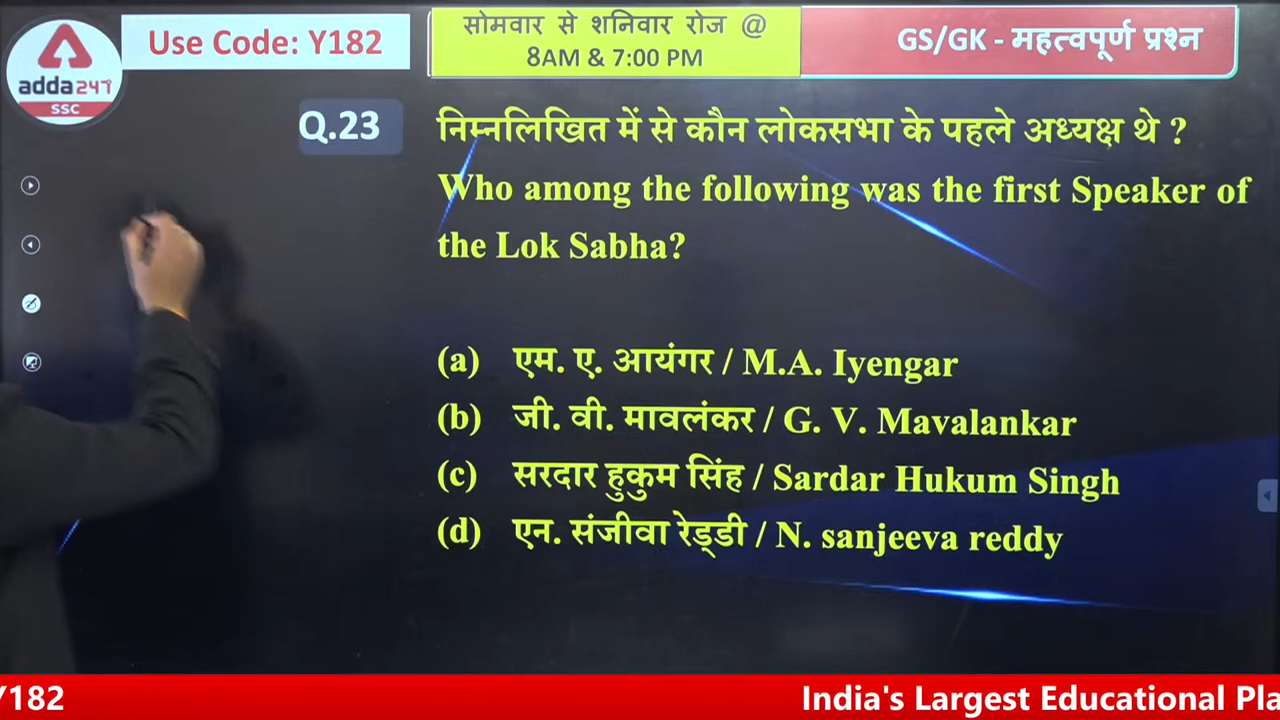 adda247
SSC
Use Code: Y182
सोमवार से शनिवार रोज @
8AM & 7:00 PM
GS/GK - महत्वपूर्ण प्रश्न
Q.23
निम्नलिखित में से कौन लोकसभा के पहले अध्यक्ष थे ?
Who among the following was the first Speaker of
the Lok Sabha?
(a) एम. ए. आयंगर / M.A. Iyengar
(b) जी. वी. मावलंकर / G. V. Mavalankar
(c) सरदार हुकुम सिंह / Sardar Hukum Singh
(d) एन. संजीवा रेड्डी / N. sanjeeva reddy
Y182
India's Largest Educational Pla